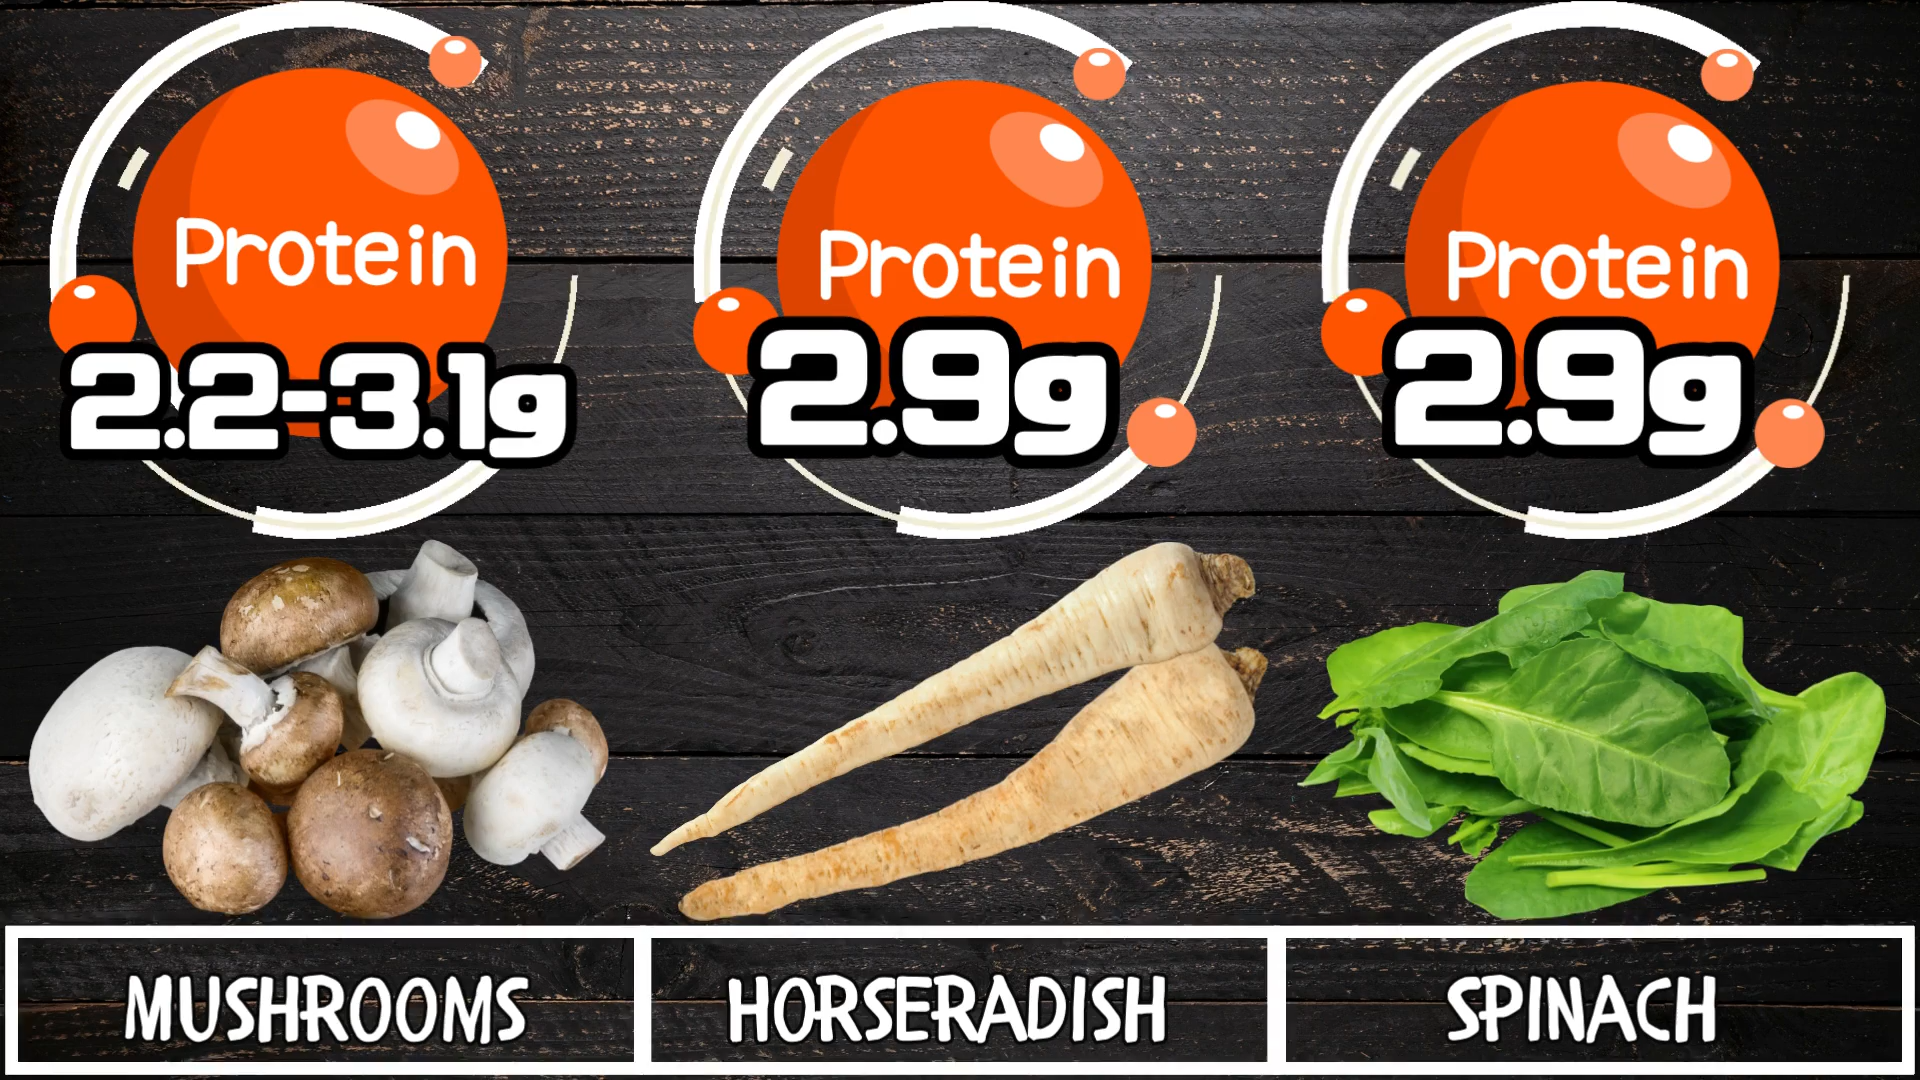 Protein
2.2-3.1g
Protein
2.9g
Protein
2.9g
MUSHROOMS
HORSERADISH
SPINACH